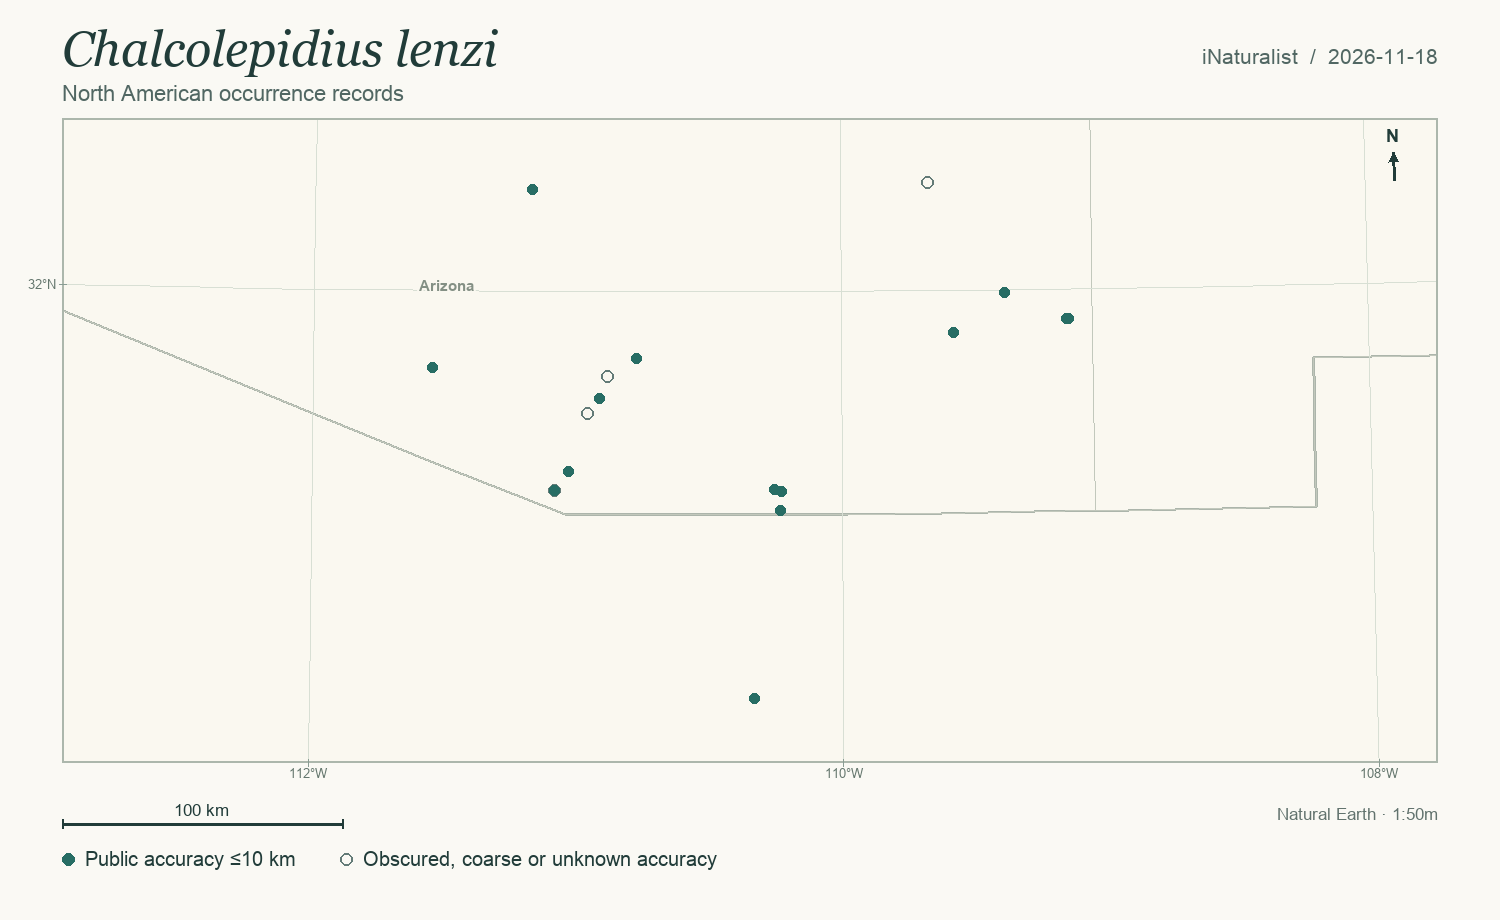 Chalcolepidius lenzi
iNaturalist / 2026-11-18
North American occurrence records
N
32°N
Arizona
112°W
110°W
108°W
100 km
Natural Earth · 1:50m
Public accuracy ≤10 km
Obscured, coarse or unknown accuracy